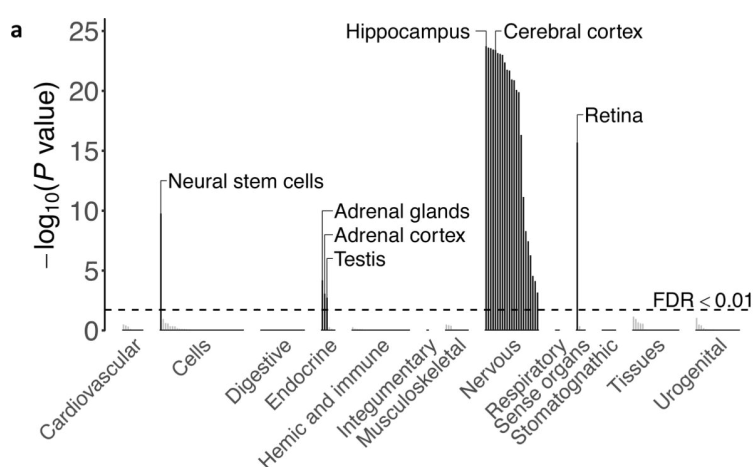 a
−log10(P value)
25
20
15
10
5
0
Hippocampus
Cerebral cortex
Retina
Neural stem cells
Adrenal glands
Adrenal cortex
Testis
FDR < 0.01
Cardiovascular
Cells
Digestive
Endocrine
Hemic and immune
Integumentary
Musculoskeletal
Nervous
Respiratory
Sense organs
Stomatognathic
Tissues
Urogenital